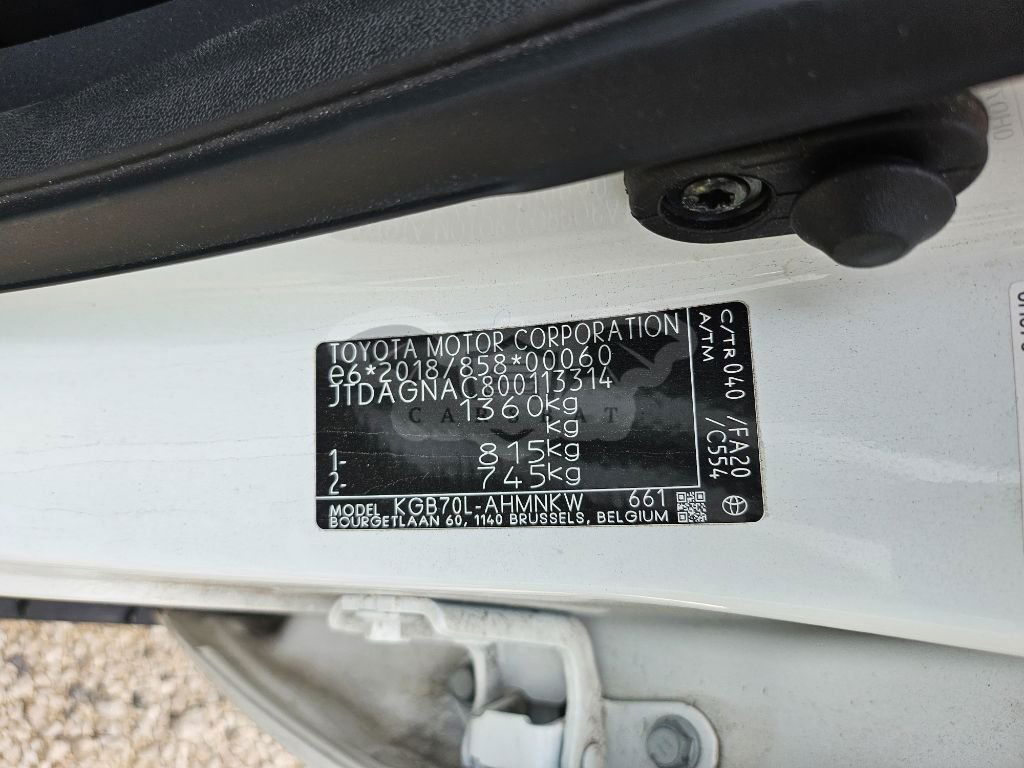 TOYOTA MOTOR CORPORATION
e6*2018/858*00060
JTDAGNAC800113314
1360kg
kg
1- 815kg
2- 745kg
MODEL KGB70L-AHMNKW 661
BOURGETLAAN 60, 1140 BRUSSELS, BELGIUM
C/TR 040 /FA20
A/TM /C554